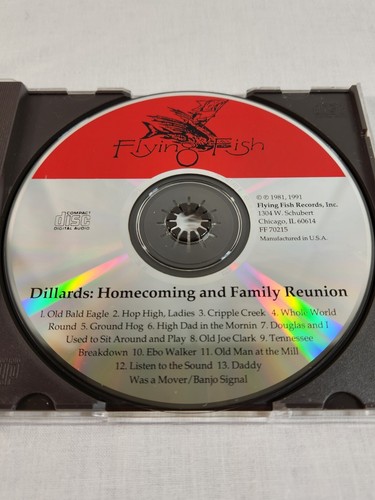 Flying Fish
COMPACT
disc
DIGITAL AUDIO
℗ © 1981, 1991
Flying Fish Records, Inc.
1304 W. Schubert
Chicago, IL 60614
FF 70215
Manufactured in U.S.A.
Dillards: Homecoming and Family Reunion
1. Old Bald Eagle 2. Hop High, Ladies 3. Cripple Creek 4. Whole World
Round 5. Ground Hog 6. High Dad in the Mornin 7. Douglas and I
Used to Sit Around and Play 8. Old Joe Clark 9. Tennessee
Breakdown 10. Ebo Walker 11. Old Man at the Mill
12. Listen to the Sound 13. Daddy
Was a Mover/Banjo Signal